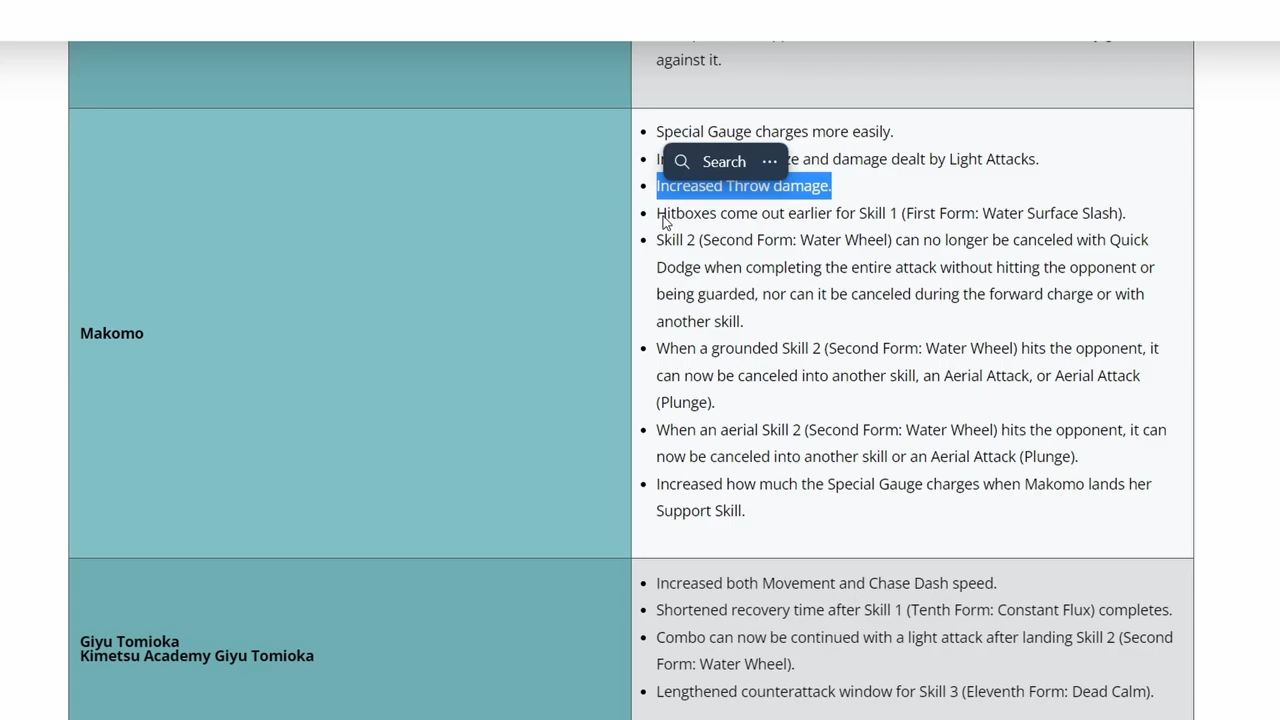 against it.
Special Gauge charges more easily.
ze and damage dealt by Light Attacks.
Search
Increased Throw damage.
Hitboxes come out earlier for Skill 1 (First Form: Water Surface Slash).
Skill 2 (Second Form: Water Wheel) can no longer be canceled with Quick
Dodge when completing the entire attack without hitting the opponent or
being guarded, nor can it be canceled during the forward charge or with
another skill.
Makomo
When a grounded Skill 2 (Second Form: Water Wheel) hits the opponent, it
can now be canceled into another skill, an Aerial Attack, or Aerial Attack
(Plunge).
When an aerial Skill 2 (Second Form: Water Wheel) hits the opponent, it can
now be canceled into another skill or an Aerial Attack (Plunge).
Increased how much the Special Gauge charges when Makomo lands her
Support Skill.
Giyu Tomioka
Kimetsu Academy Giyu Tomioka
Increased both Movement and Chase Dash speed.
Shortened recovery time after Skill 1 (Tenth Form: Constant Flux) completes.
Combo can now be continued with a light attack after landing Skill 2 (Second
Form: Water Wheel).
Lengthened counterattack window for Skill 3 (Eleventh Form: Dead Calm).